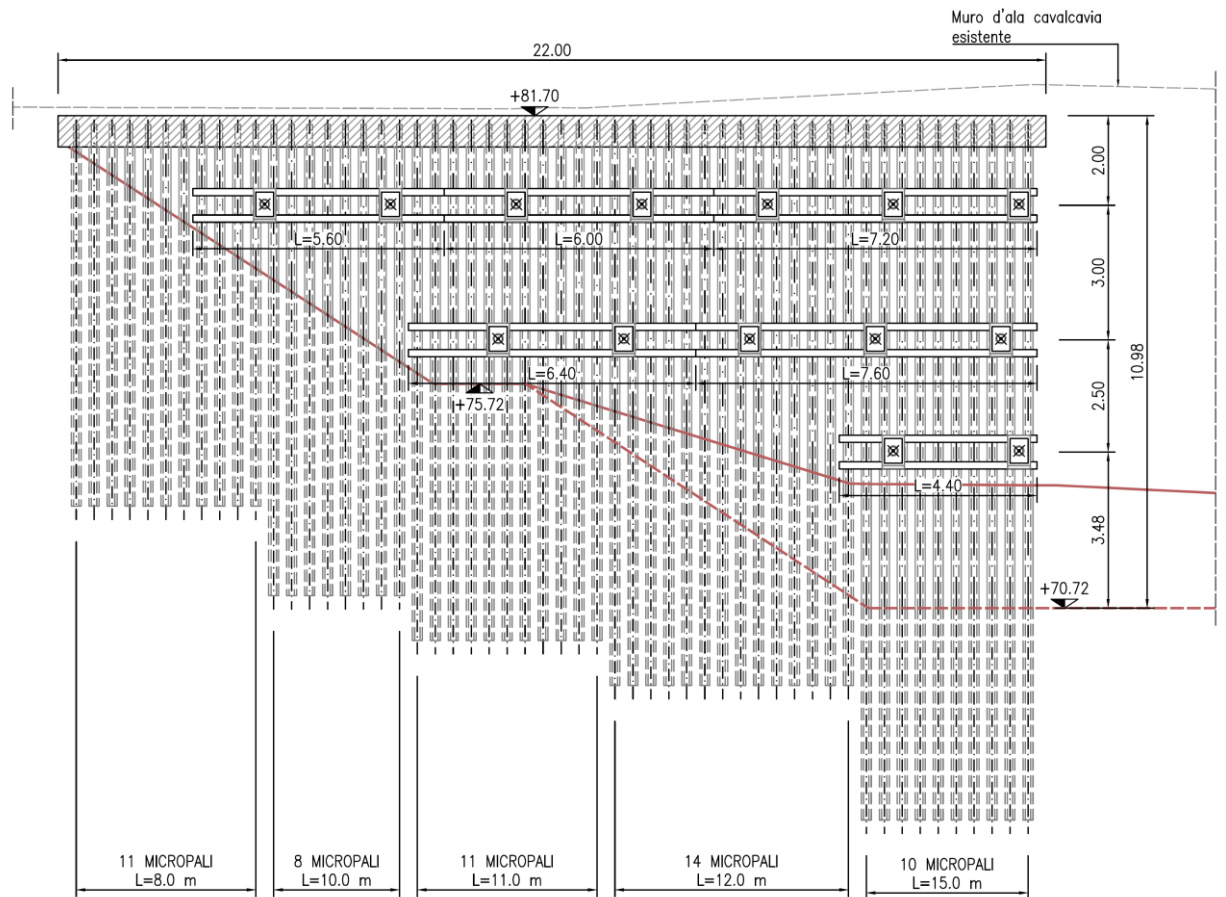 Muro d'ala cavalcavia
esistente
22.00
+81.70
2.00
L=5.60
L=6.00
L=7.20
3.00
10.98
L=6.40
L=7.60
+75.72
2.50
L=4.40
3.48
+70.72
11 MICROPALI
L=8.0 m
8 MICROPALI
L=10.0 m
11 MICROPALI
L=11.0 m
14 MICROPALI
L=12.0 m
10 MICROPALI
L=15.0 m